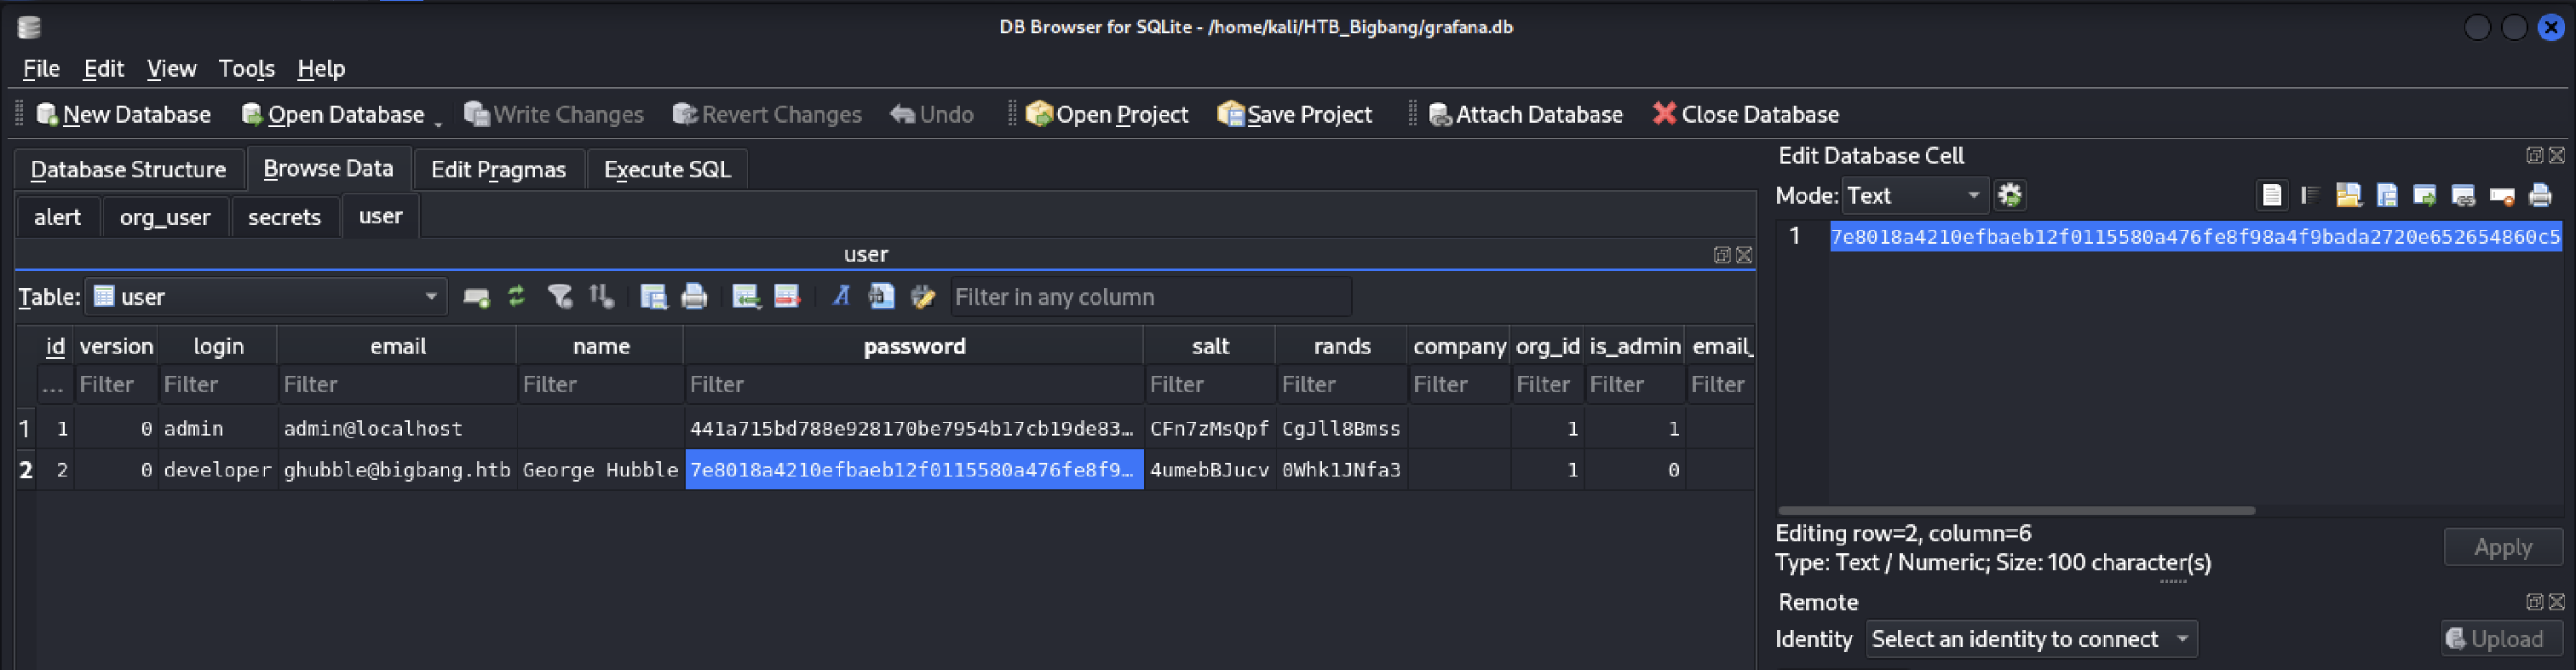 DB Browser for SQLite - /home/kali/HTB_Bigbang/grafana.db
File Edit View Tools Help
New Database Open Database Write Changes Revert Changes Undo Open Project Save Project Attach Database Close Database
Database Structure Browse Data Edit Pragmas Execute SQL
alert org_user secrets user
user
Table: user Filter in any column
id version login email name password salt rands company org_id is_admin email_
... Filter Filter Filter Filter Filter Filter Filter Filter Filter Filter Filter
1 1 0 admin admin@localhost 441a715bd788e928170be7954b17cb19de83… CFn7zMsQpf CgJll8Bmss 1 1
2 2 0 developer ghubble@bigbang.htb George Hubble 7e8018a4210efbaeb12f0115580a476fe8f9… 4umebBJucv 0Whk1JNfa3 1 0
Edit Database Cell
Mode: Text
1 7e8018a4210efbaeb12f0115580a476fe8f98a4f9bada2720e652654860c5
Editing row=2, column=6
Type: Text / Numeric; Size: 100 character(s)
Apply
Remote
Identity Select an identity to connect Upload